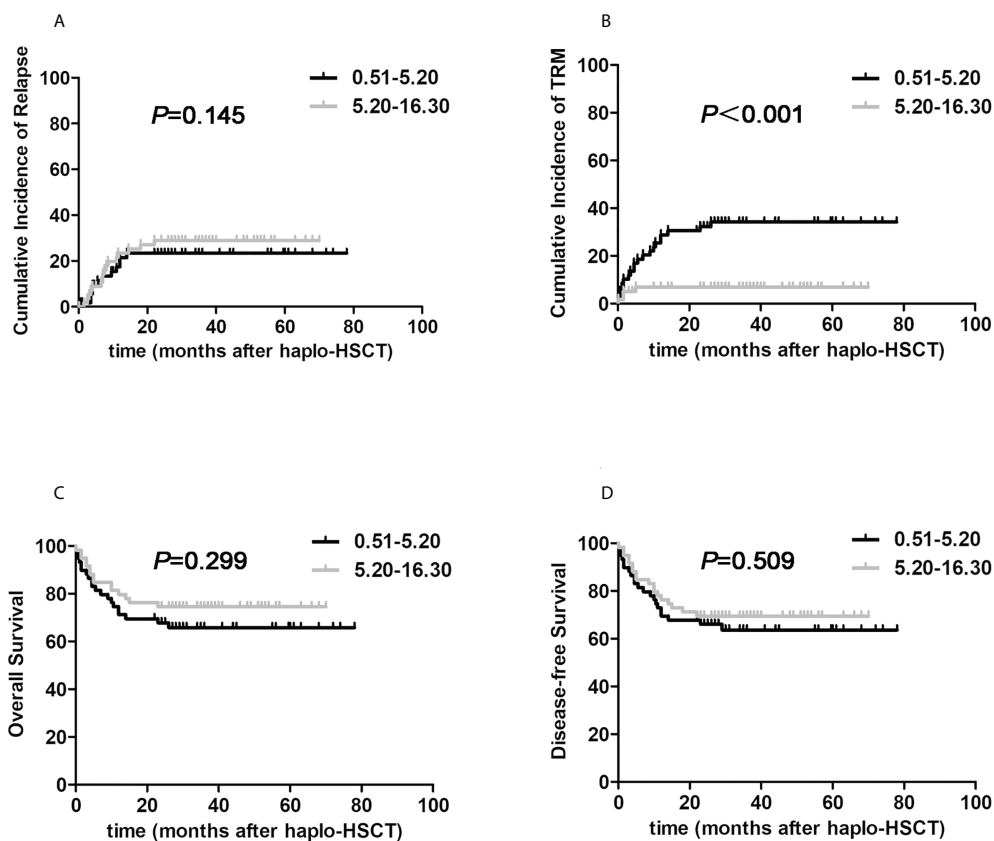 A
Cumulative Incidence of Relapse
100
80
60
40
20
0
P=0.145
0.51-5.20
5.20-16.30
0 20 40 60 80 100
time (months after haplo-HSCT)
B
Cumulative Incidence of TRM
100
80
60
40
20
0
P<0.001
0.51-5.20
5.20-16.30
0 20 40 60 80 100
time (months after haplo-HSCT)
C
Overall Survival
100
80
60
40
20
0
P=0.299
0.51-5.20
5.20-16.30
0 20 40 60 80 100
time (months after haplo-HSCT)
D
Disease-free Survival
100
80
60
40
20
0
P=0.509
0.51-5.20
5.20-16.30
0 20 40 60 80 100
time (months after haplo-HSCT)